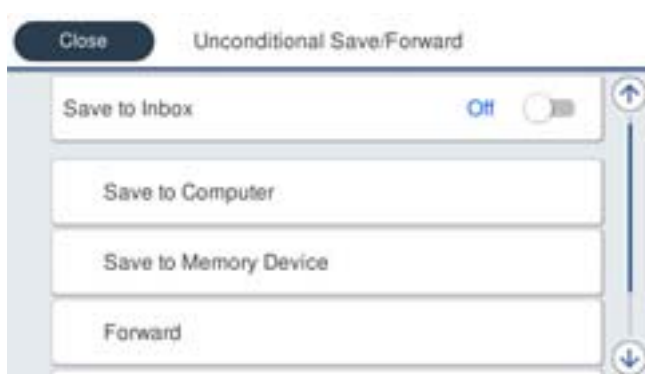 Close Unconditional Save/Forward
Save to Inbox Off
Save to Computer
Save to Memory Device
Forward